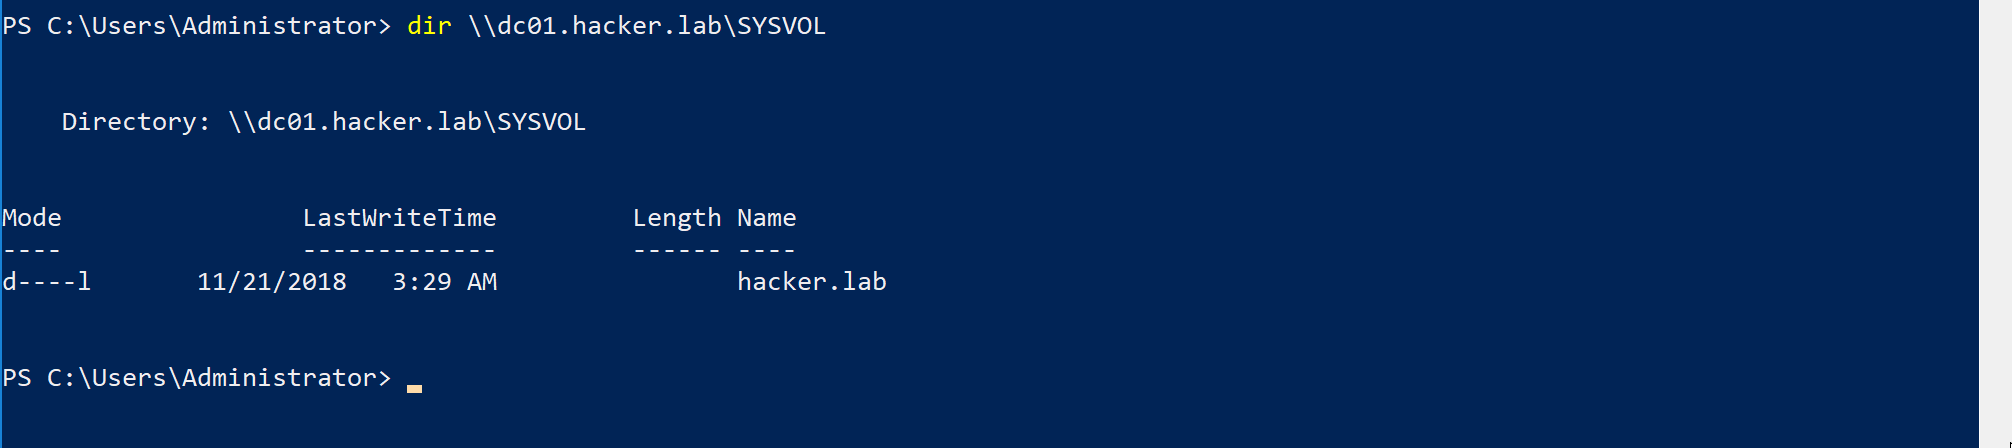 PS C:\Users\Administrator> dir \\dc01.hacker.lab\SYSVOL
Directory: \\dc01.hacker.lab\SYSVOL
Mode                LastWriteTime         Length Name
----                -------------         ------ ----
d----l       11/21/2018   3:29 AM                hacker.lab
PS C:\Users\Administrator>